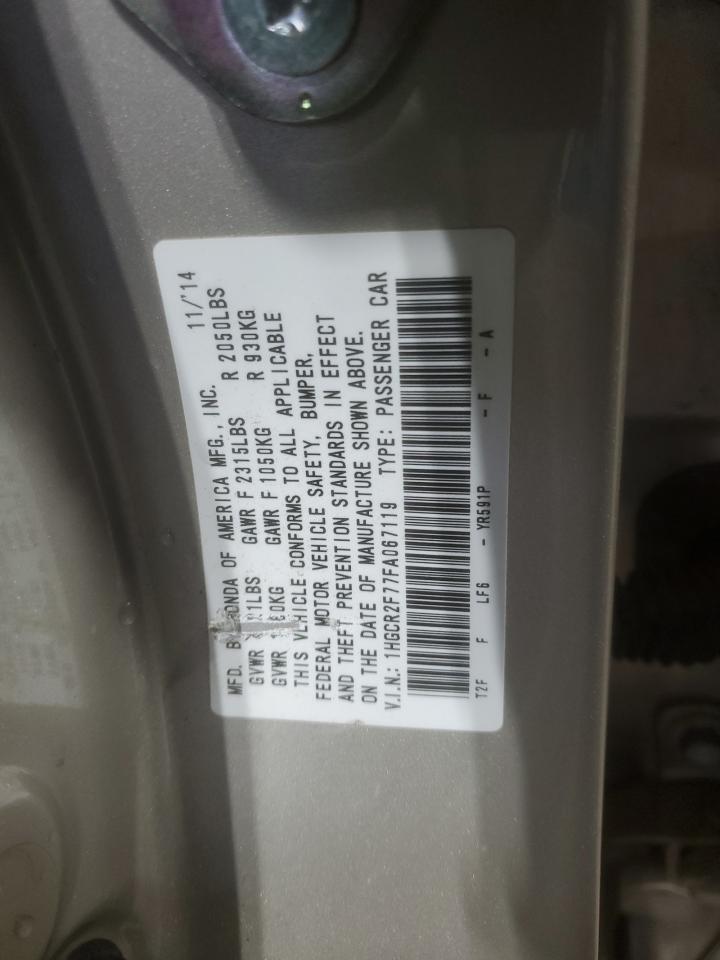 MFD. BY HONDA OF AMERICA MFG., INC. 11/'14
GVWR GAWR F 2315LBS R 2050LBS
GVWR GAWR F 1050KG R 930KG
THIS VEHICLE CONFORMS TO ALL APPLICABLE
FEDERAL MOTOR VEHICLE SAFETY, BUMPER,
AND THEFT PREVENTION STANDARDS IN EFFECT
ON THE DATE OF MANUFACTURE SHOWN ABOVE.
V.I.N.: 1HGCR2F77FA067119 TYPE: PASSENGER CAR
T2F F LF6 - YR591P - F - A